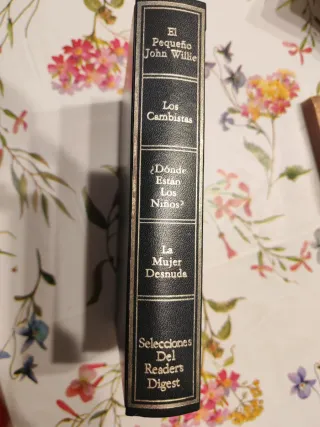 El
Pequeño
John Willie
Los
Cambistas
¿Dónde
Están
Los
Niños?
La
Mujer
Desnuda
Selecciones
Del
Reader's
Digest